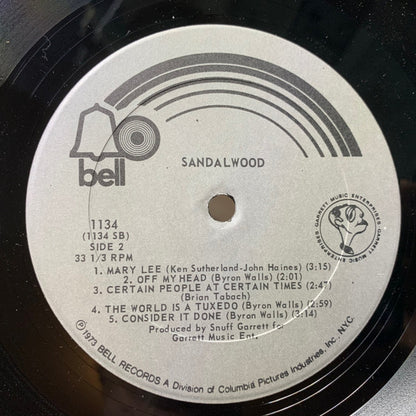 bell
SANDALWOOD
1134
(1134 SB)
SIDE 2
33 1/3 RPM
GARRETT MUSIC ENTERPRISES GARRETT MUSIC ENTERPRISES
1. MARY LEE (Ken Sutherland-John Haines) (3:15)
2. OFF MY HEAD (Byron Walls) (2:01)
3. CERTAIN PEOPLE AT CERTAIN TIMES (2:47)
(Brian Tabach)
4. THE WORLD IS A TUXEDO (Byron Walls) (2:59)
5. CONSIDER IT DONE (Byron Walls) (3:14)
Produced by Snuff Garrett for
Garrett Music Ent.
℗ 1973 BELL RECORDS A Division of Columbia Pictures Industries, Inc., N.Y.C.